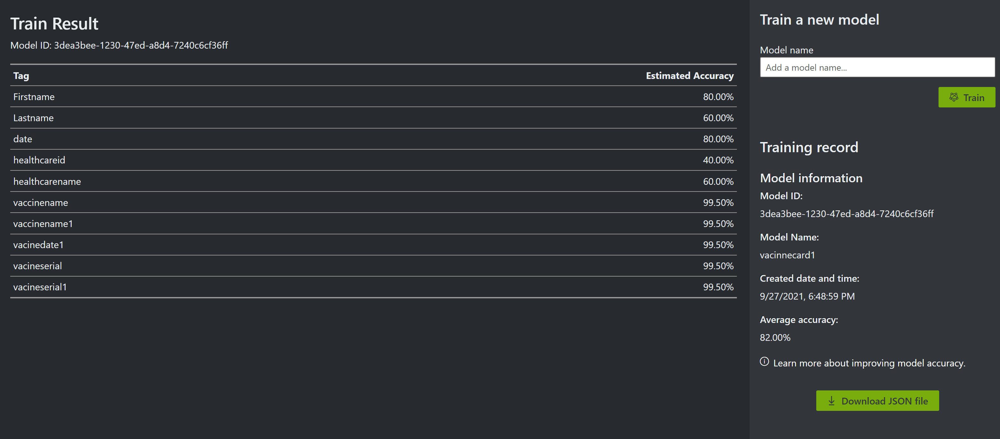 Train Result
Model ID: 3dea3bee-1230-47ed-a8d4-7240c6cf36ff
Tag Estimated Accuracy
Firstname 80.00%
Lastname 60.00%
date 80.00%
healthcareid 40.00%
healthcarename 60.00%
vaccinename 99.50%
vaccinename1 99.50%
vacinedate1 99.50%
vacineserial 99.50%
vacineserial1 99.50%
Train a new model
Model name
Add a model name...
Train
Training record
Model information
Model ID:
3dea3bee-1230-47ed-a8d4-7240c6cf36ff
Model Name:
vacinnecard1
Created date and time:
9/27/2021, 6:48:59 PM
Average accuracy:
82.00%
Learn more about improving model accuracy.
Download JSON file